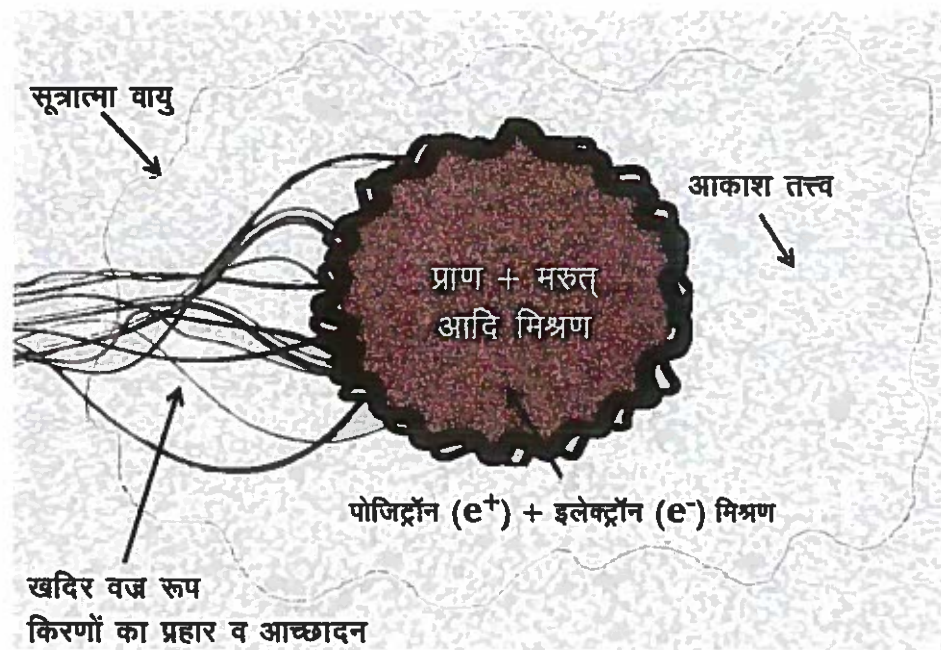 सूत्रात्मा वायु
आकाश तत्त्व
प्राण + मरुत्
आदि मिश्रण
पोजिट्रॉन (e⁺) + इलेक्ट्रॉन (e⁻) मिश्रण
खदिर वज्र रूप
किरणों का प्रहार व आच्छादन